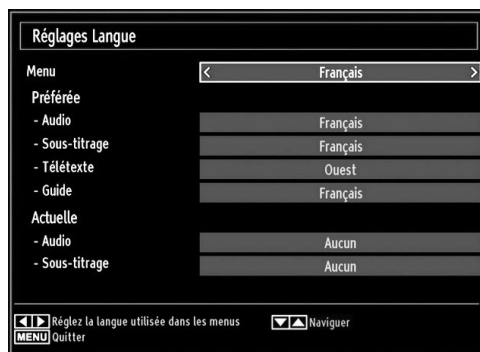 Réglages Langue
Menu < Français >
Préférée
- Audio Français
- Sous-titrage Français
- Télétexte Ouest
- Guide Français
Actuelle
- Audio Aucun
- Sous-titrage Aucun
Réglez la langue utilisée dans les menus Naviguer
MENU Quitter